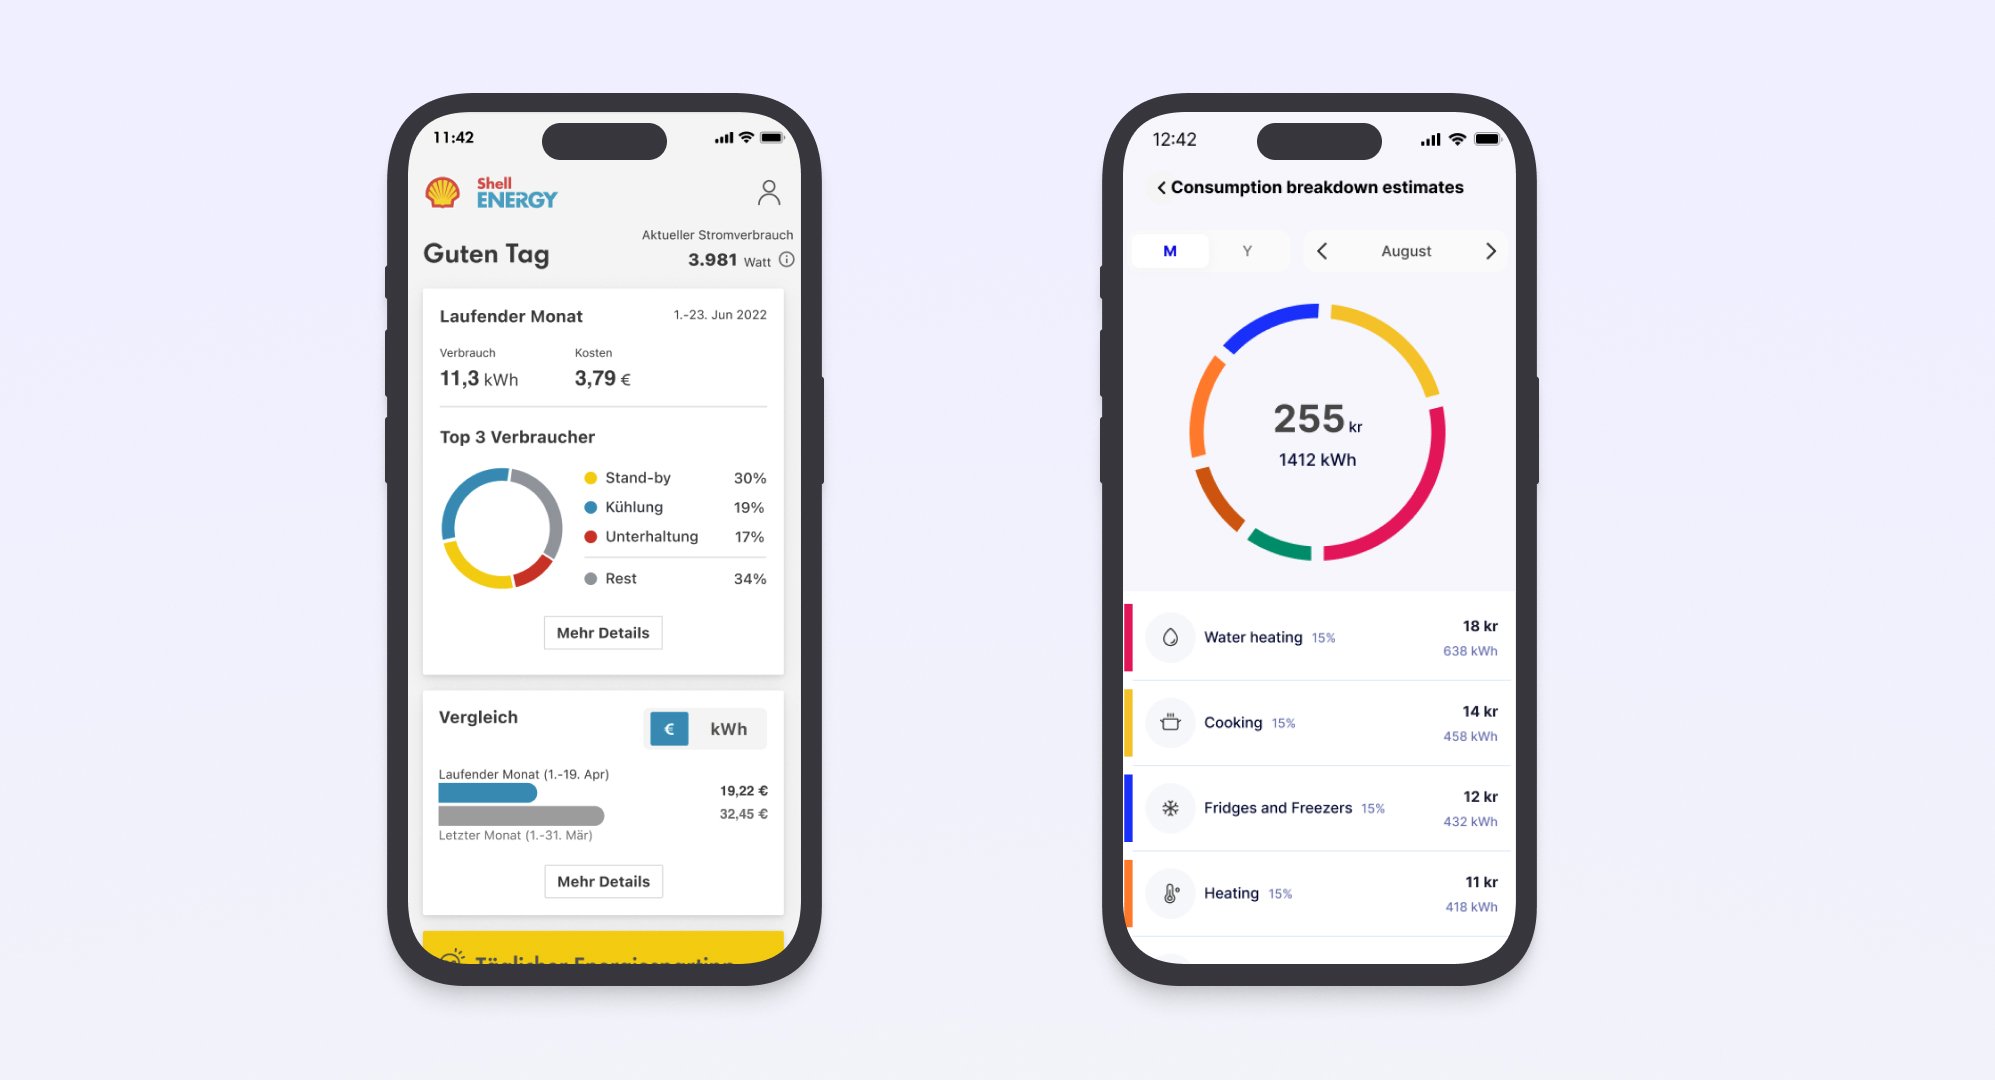 11:42
Shell
ENERGY
Guten Tag
Aktueller Stromverbrauch
3.981 Watt
Laufender Monat
1.-23. Jun 2022
Verbrauch
Kosten
11,3 kWh
3,79 €
Top 3 Verbraucher
Stand-by 30%
Kühlung 19%
Unterhaltung 17%
Rest 34%
Mehr Details
Vergleich
€
kWh
Laufender Monat (1.-19. Apr)
19,22 €
32,45 €
Letzter Monat (1.-31. Mär)
Mehr Details
Täglicher Energiespartipp
12:42
Consumption breakdown estimates
M
Y
August
255 kr
1412 kWh
Water heating 15%
18 kr
638 kWh
Cooking 15%
14 kr
458 kWh
Fridges and Freezers 15%
12 kr
432 kWh
Heating 15%
11 kr
418 kWh